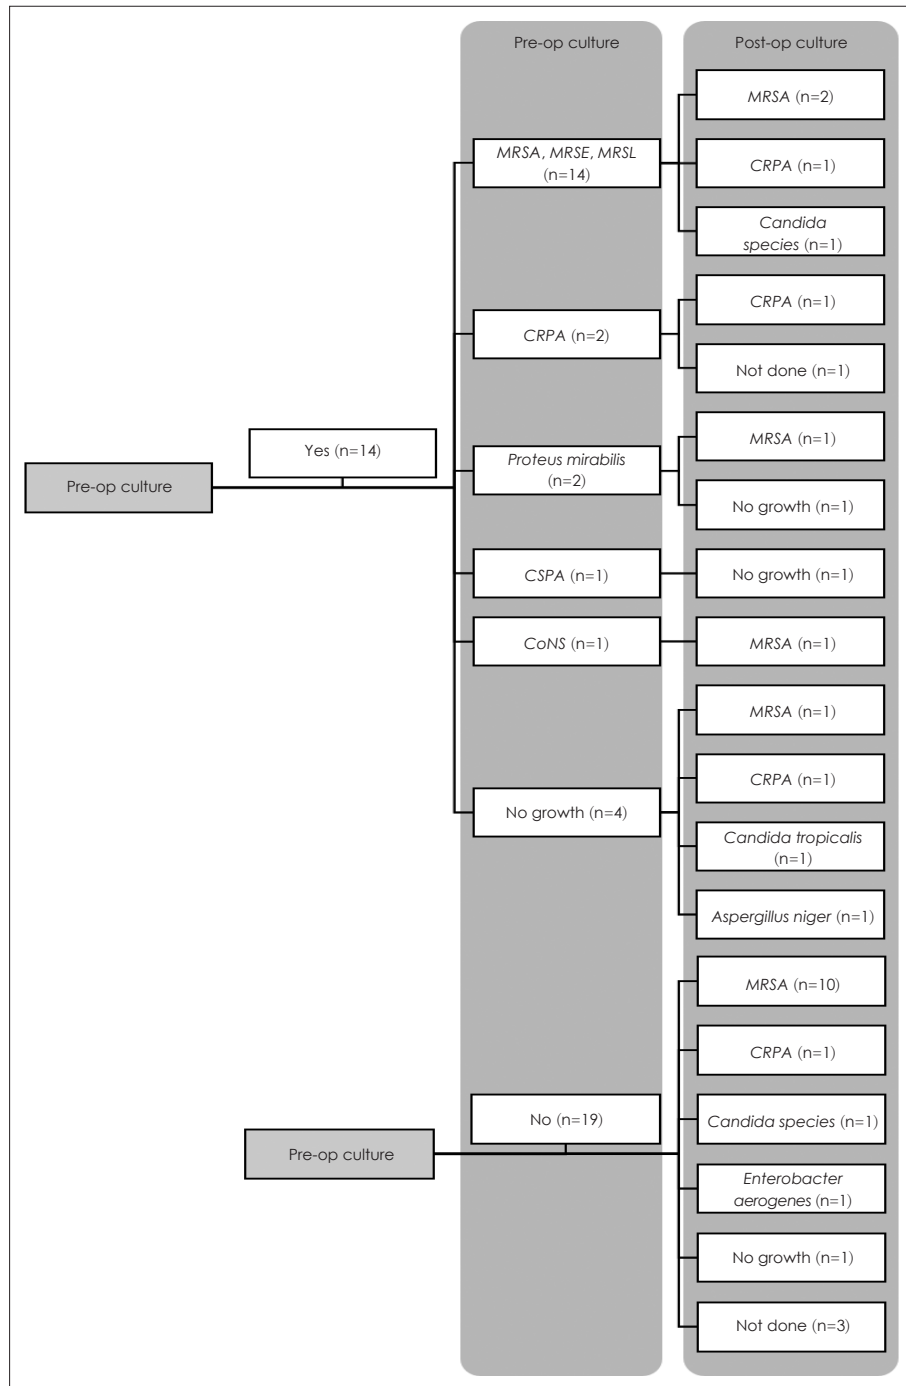 Pre-op culture
Post-op culture
MRSA (n=2)
MRSA, MRSE, MRSL
(n=14)
CRPA (n=1)
Candida
species (n=1)
CRPA (n=2)
CRPA (n=1)
Not done (n=1)
Pre-op culture
Yes (n=14)
Proteus mirabilis
(n=2)
MRSA (n=1)
No growth (n=1)
CSPA (n=1)
No growth (n=1)
CoNS (n=1)
MRSA (n=1)
No growth (n=4)
MRSA (n=1)
CRPA (n=1)
Candida tropicalis
(n=1)
Aspergillus niger (n=1)
Pre-op culture
No (n=19)
MRSA (n=10)
CRPA (n=1)
Candida species (n=1)
Enterobacter
aerogenes (n=1)
No growth (n=1)
Not done (n=3)